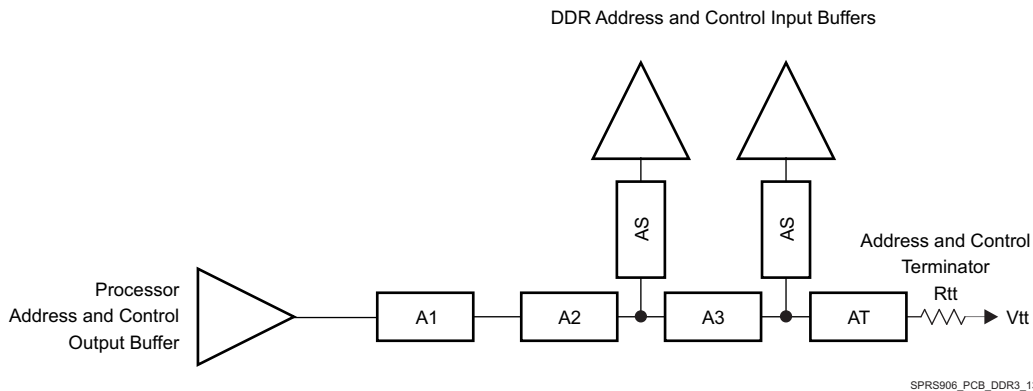 DDR Address and Control Input Buffers
AS
AS
Processor
Address and Control
Output Buffer
A1
A2
A3
AT
Address and Control
Terminator
Rtt
Vtt
SPRS906_PCB_DDR3_1